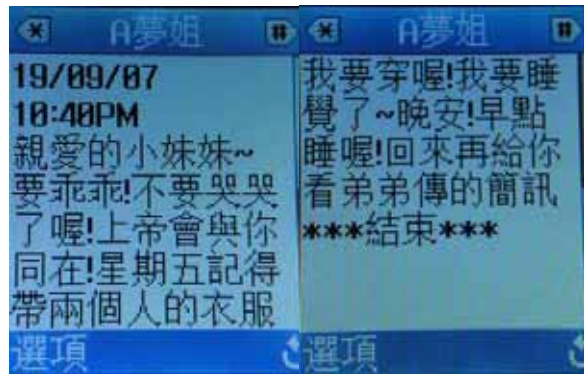 A夢姐
19/09/07
10:40PM
親愛的小妹妹~
要乖乖!不要哭哭
了喔!上帝會與你
同在!星期五記得
帶兩個人的衣服
選項
A夢姐
我要穿喔!我要睡
覺了~晚安!早點
睡喔!回來再給你
看弟弟傳的簡訊
***結束***
選項